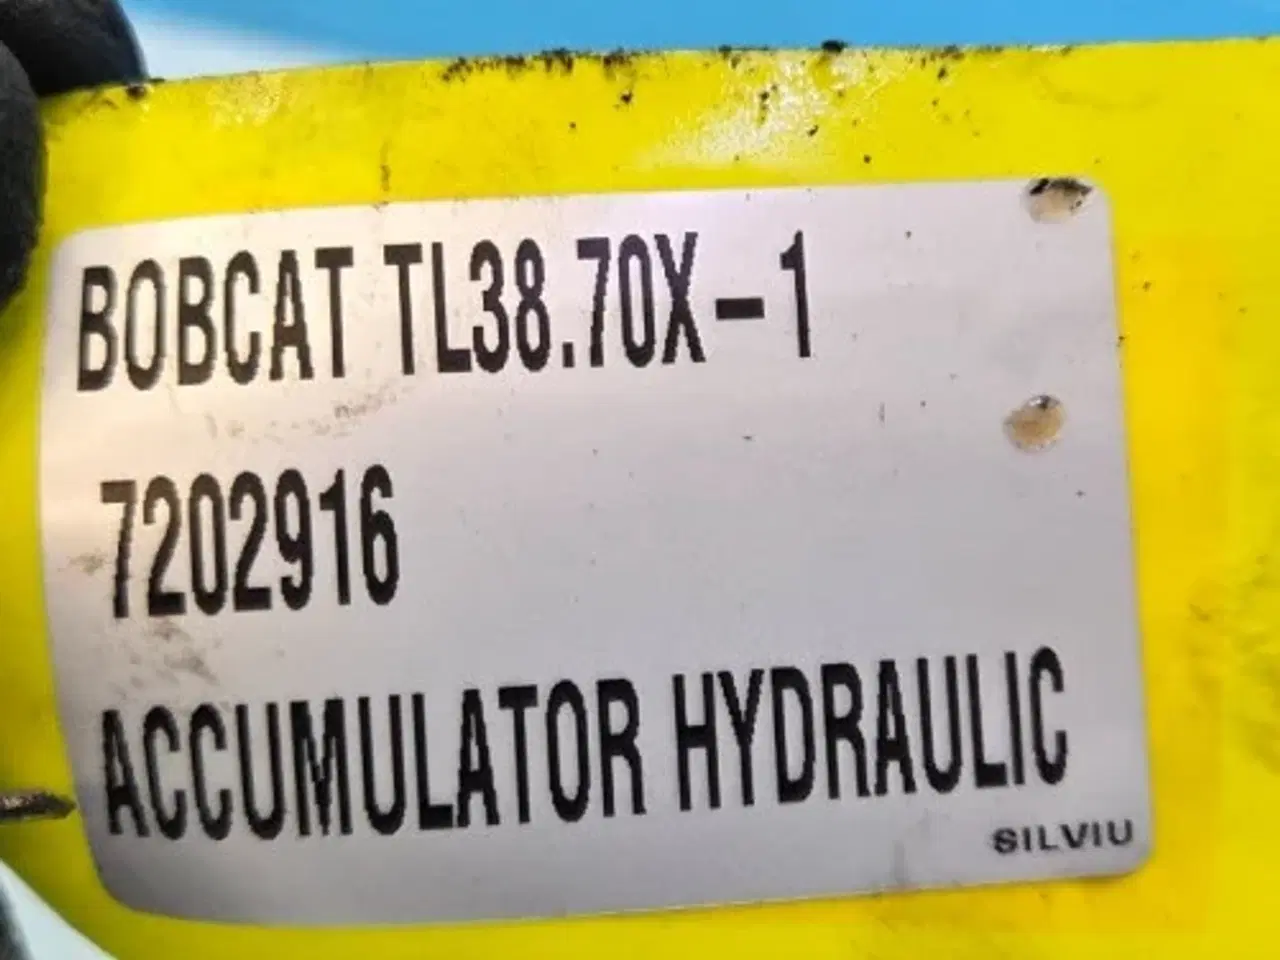 BOBCAT TL38.70X-1
7202916
ACCUMULATOR HYDRAULIC
SILVIU